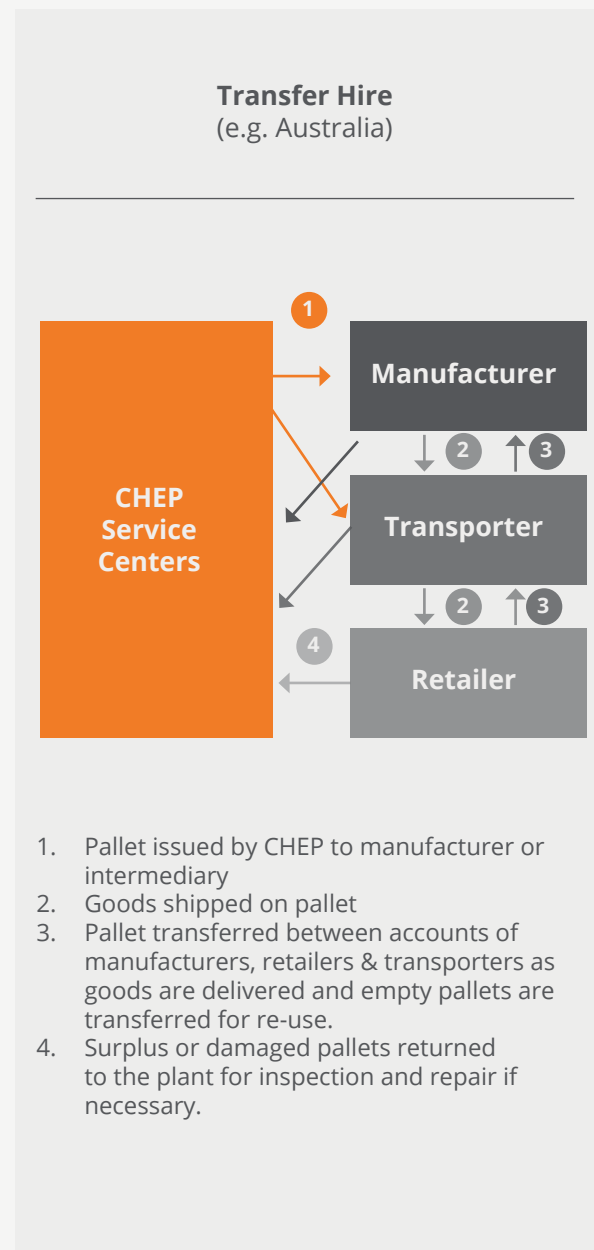 Transfer Hire
(e.g. Australia)
1
Manufacturer
2
3
CHEP
Service
Centers
Transporter
2
3
4
Retailer
1. Pallet issued by CHEP to manufacturer or
intermediary
2. Goods shipped on pallet
3. Pallet transferred between accounts of
manufacturers, retailers & transporters as
goods are delivered and empty pallets are
transferred for re-use.
4. Surplus or damaged pallets returned
to the plant for inspection and repair if
necessary.